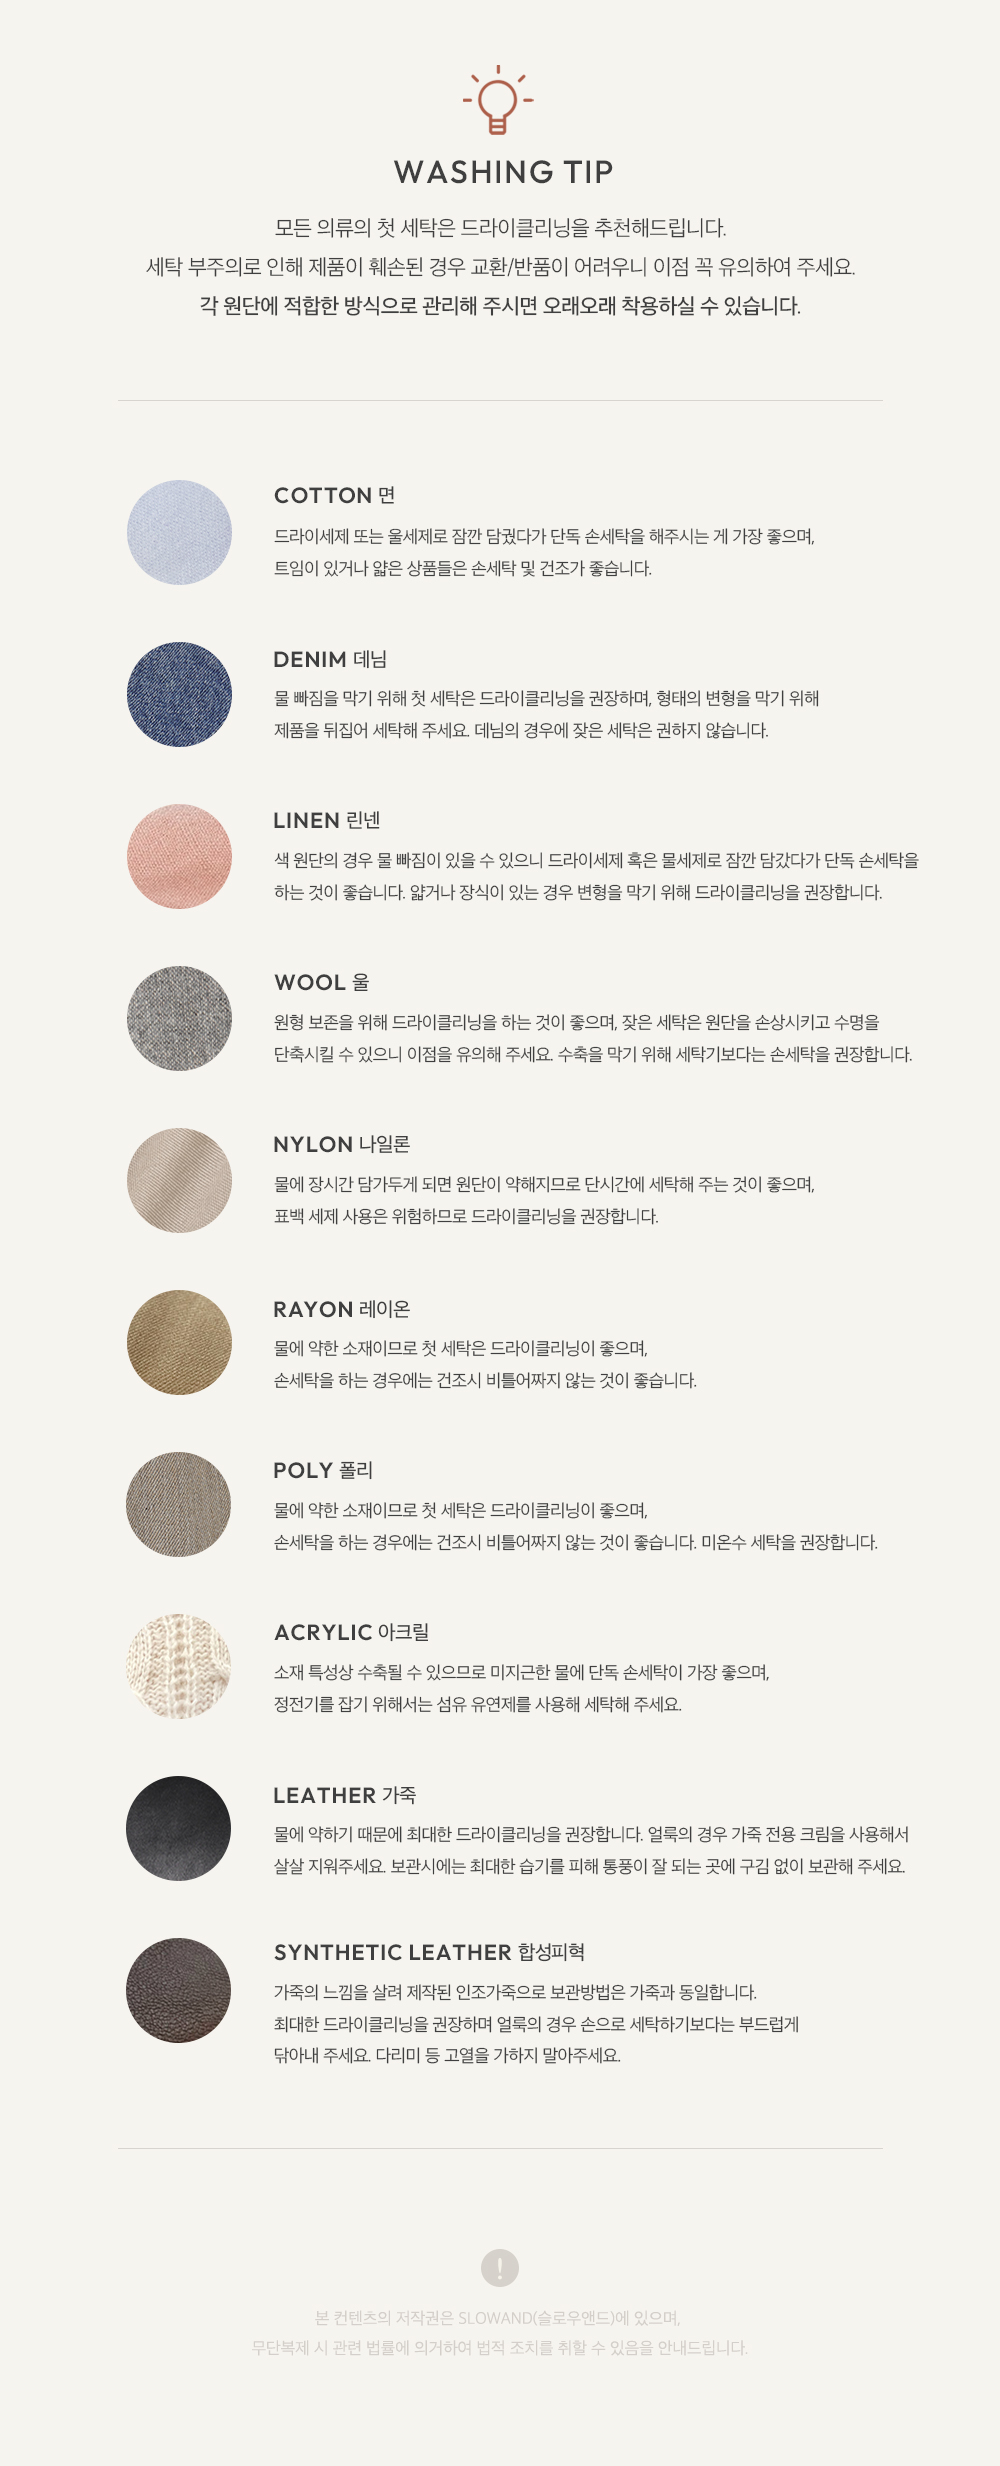 WASHING TIP
모든 의류의 첫 세탁은 드라이클리닝을 추천해드립니다.
세탁 부주의로 인해 제품이 훼손된 경우 교환/반품이 어려우니 이점 꼭 유의하여 주세요.
각 원단에 적합한 방식으로 관리해 주시면 오래오래 착용하실 수 있습니다.
COTTON 면
드라이세제 또는 울세제로 잠깐 담궜다가 단독 손세탁을 해주시는 게 가장 좋으며,
트임이 있거나 얇은 상품들은 손세탁 및 건조가 좋습니다.
DENIM 데님
물 빠짐을 막기 위해 첫 세탁은 드라이클리닝을 권장하며, 형태의 변형을 막기 위해
제품을 뒤집어 세탁해 주세요. 데님의 경우에 잦은 세탁은 권하지 않습니다.
LINEN 린넨
색 원단의 경우 물 빠짐이 있을 수 있으니 드라이세제 혹은 물세제로 잠깐 담갔다가 단독 손세탁을
하는 것이 좋습니다. 얇거나 장식이 있는 경우 변형을 막기 위해 드라이클리닝을 권장합니다.
WOOL 울
원형 보존을 위해 드라이클리닝을 하는 것이 좋으며, 잦은 세탁은 원단을 손상시키고 수명을
단축시킬 수 있으니 이점을 유의해 주세요. 수축을 막기 위해 세탁기보다는 손세탁을 권장합니다.
NYLON 나일론
물에 장시간 담가두게 되면 원단이 약해지므로 단시간에 세탁해 주는 것이 좋으며,
표백 세제 사용은 위험하므로 드라이클리닝을 권장합니다.
RAYON 레이온
물에 약한 소재이므로 첫 세탁은 드라이클리닝이 좋으며,
손세탁을 하는 경우에는 건조시 비틀어짜지 않는 것이 좋습니다.
POLY 폴리
물에 약한 소재이므로 첫 세탁은 드라이클리닝이 좋으며,
손세탁을 하는 경우에는 건조시 비틀어짜지 않는 것이 좋습니다. 미온수 세탁을 권장합니다.
ACRYLIC 아크릴
소재 특성상 수축될 수 있으므로 미지근한 물에 단독 손세탁이 가장 좋으며,
정전기를 잡기 위해서는 섬유 유연제를 사용해 세탁해 주세요.
LEATHER 가죽
물에 약하기 때문에 최대한 드라이클리닝을 권장합니다. 얼룩의 경우 가죽 전용 크림을 사용해서
살살 지워주세요. 보관시에는 최대한 습기를 피해 통풍이 잘 되는 곳에 구김 없이 보관해 주세요.
SYNTHETIC LEATHER 합성피혁
가죽의 느낌을 살려 제작된 인조가죽으로 보관방법은 가죽과 동일합니다.
최대한 드라이클리닝을 권장하며 얼룩의 경우 손으로 세탁하기보다는 부드럽게
닦아내 주세요. 다리미 등 고열을 가하지 말아주세요.
본 컨텐츠의 저작권은 SLOWAND(슬로우앤드)에 있으며,
무단복제 시 관련 법률에 의거하여 법적 조치를 취할 수 있음을 안내드립니다.